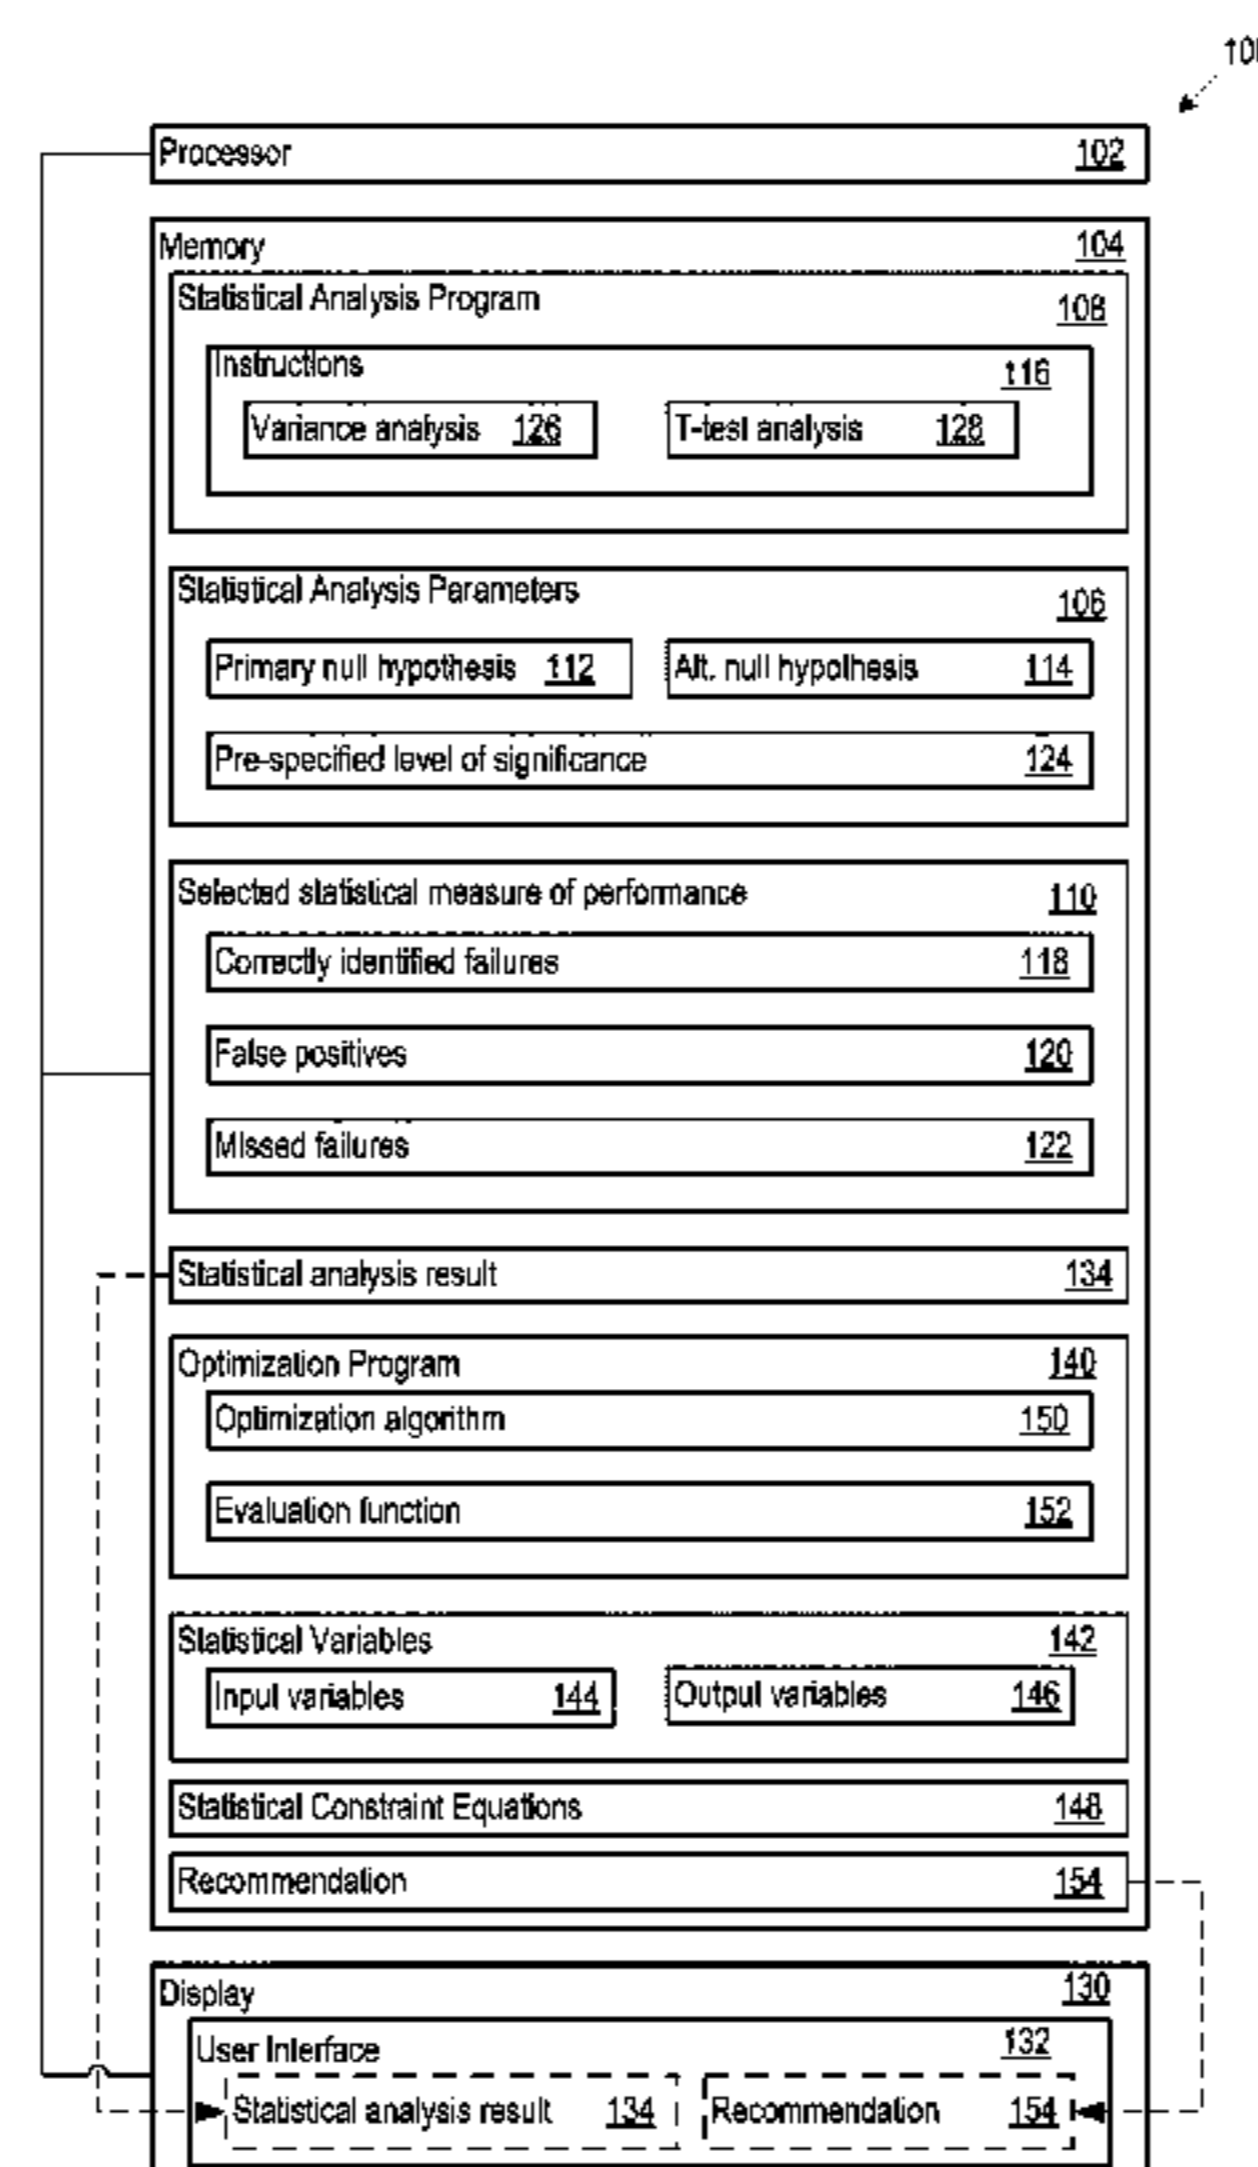 Processor 102
Memory 104
Statistical Analysis Program 108
Instructions 116
Variance analysis 126 T-test analysis 128
Statistical Analysis Parameters 106
Primary null hypothesis 112 Alt. null hypothesis 114
Pre-specified level of significance 124
Selected statistical measure of performance 110
Correctly identified failures 118
False positives 120
Missed failures 122
Statistical analysis result 134
Optimization Program 140
Optimization algorithm 150
Evaluation function 152
Statistical Variables 142
Input variables 144 Output variables 146
Statistical Constraint Equations 148
Recommendation 154
Display 130
User Interface 132
Statistical analysis result 134 Recommendation 154